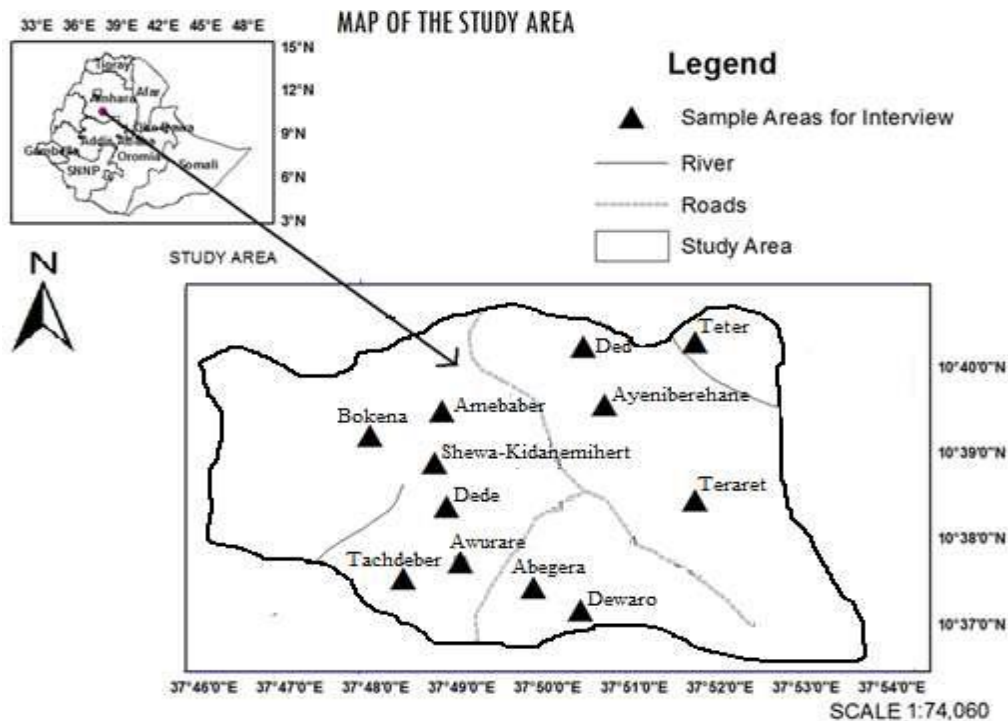 MAP OF THE STUDY AREA
33°E 36°E 39°E 42°E 45°E 48°E
15°N
12°N
9°N
6°N
3°N
Tigray
Afar
Amhara
Addis Ababa
Gambella
Oromia
Somali
SNNP
Legend
Sample Areas for Interview
River
Roads
Study Area
N
STUDY AREA
Teter
Ded
Ayeniberehane
Amebaber
Bokena
Shewa-Kidanemihert
Teraret
Dede
Awurare
Tachdeber
Abegera
Dewaro
10°40'0"N
10°39'0"N
10°38'0"N
10°37'0"N
37°46'0"E 37°47'0"E 37°48'0"E 37°49'0"E 37°50'0"E 37°51'0"E 37°52'0"E 37°53'0"E 37°54'0"E
SCALE 1:74,060